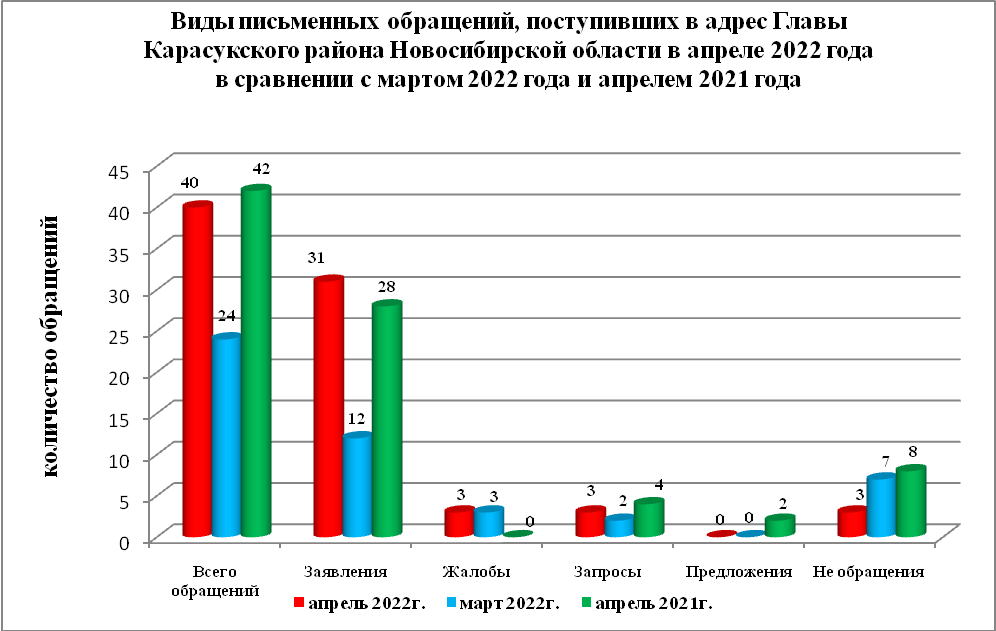 Виды письменных обращений, поступивших в адрес Главы
Карасукского района Новосибирской области в апреле 2022 года
в сравнении с мартом 2022 года и апрелем 2021 года
количество обращений
45
40
35
30
25
20
15
10
5
0
40
24
42
31
12
28
3
3
0
3
2
4
0
0
2
3
7
8
Всего
обращений
Заявления
Жалобы
Запросы
Предложения
Не обращения
апрель 2022г.
март 2022г.
апрель 2021г.